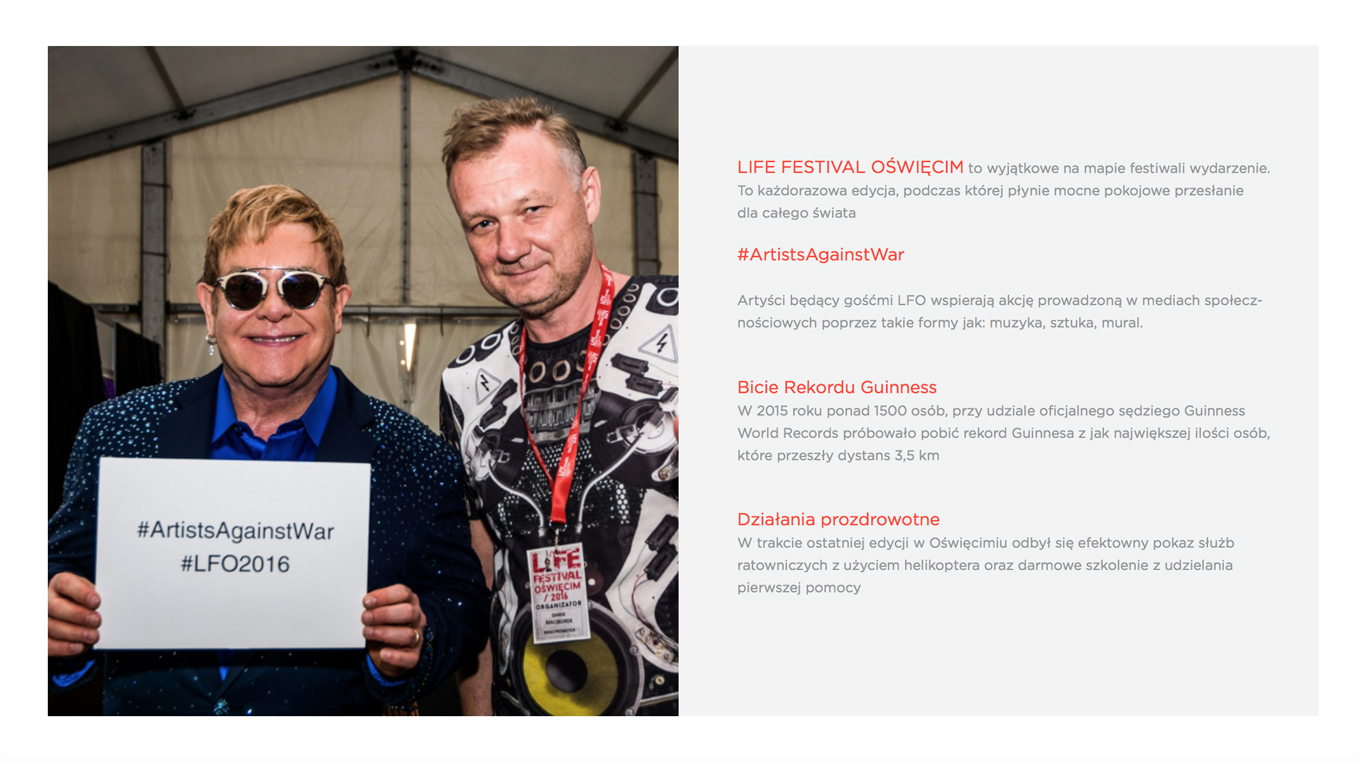 #ArtistsAgainstWar
#LFO2016
LIFE
FESTIVAL
OŚWIĘCIM
/ 2016
ORGANIZATOR
DAREK
MACIBOREK
LIFE FESTIVAL OŚWIĘCIM to wyjątkowe na mapie festiwali wydarzenie.
To każdorazowa edycja, podczas której płynie mocne pokojowe przesłanie
dla całego świata
#ArtistsAgainstWar
Artyści będący gośćmi LFO wspierają akcję prowadzoną w mediach społecz-
nościowych poprzez takie formy jak: muzyka, sztuka, mural.
Bicie Rekordu Guinness
W 2015 roku ponad 1500 osób, przy udziale oficjalnego sędziego Guinness
World Records próbowało pobić rekord Guinnesa z jak największej ilości osób,
które przeszły dystans 3,5 km
Działania prozdrowotne
W trakcie ostatniej edycji w Oświęcimiu odbył się efektowny pokaz służb
ratowniczych z użyciem helikoptera oraz darmowe szkolenie z udzielania
pierwszej pomocy